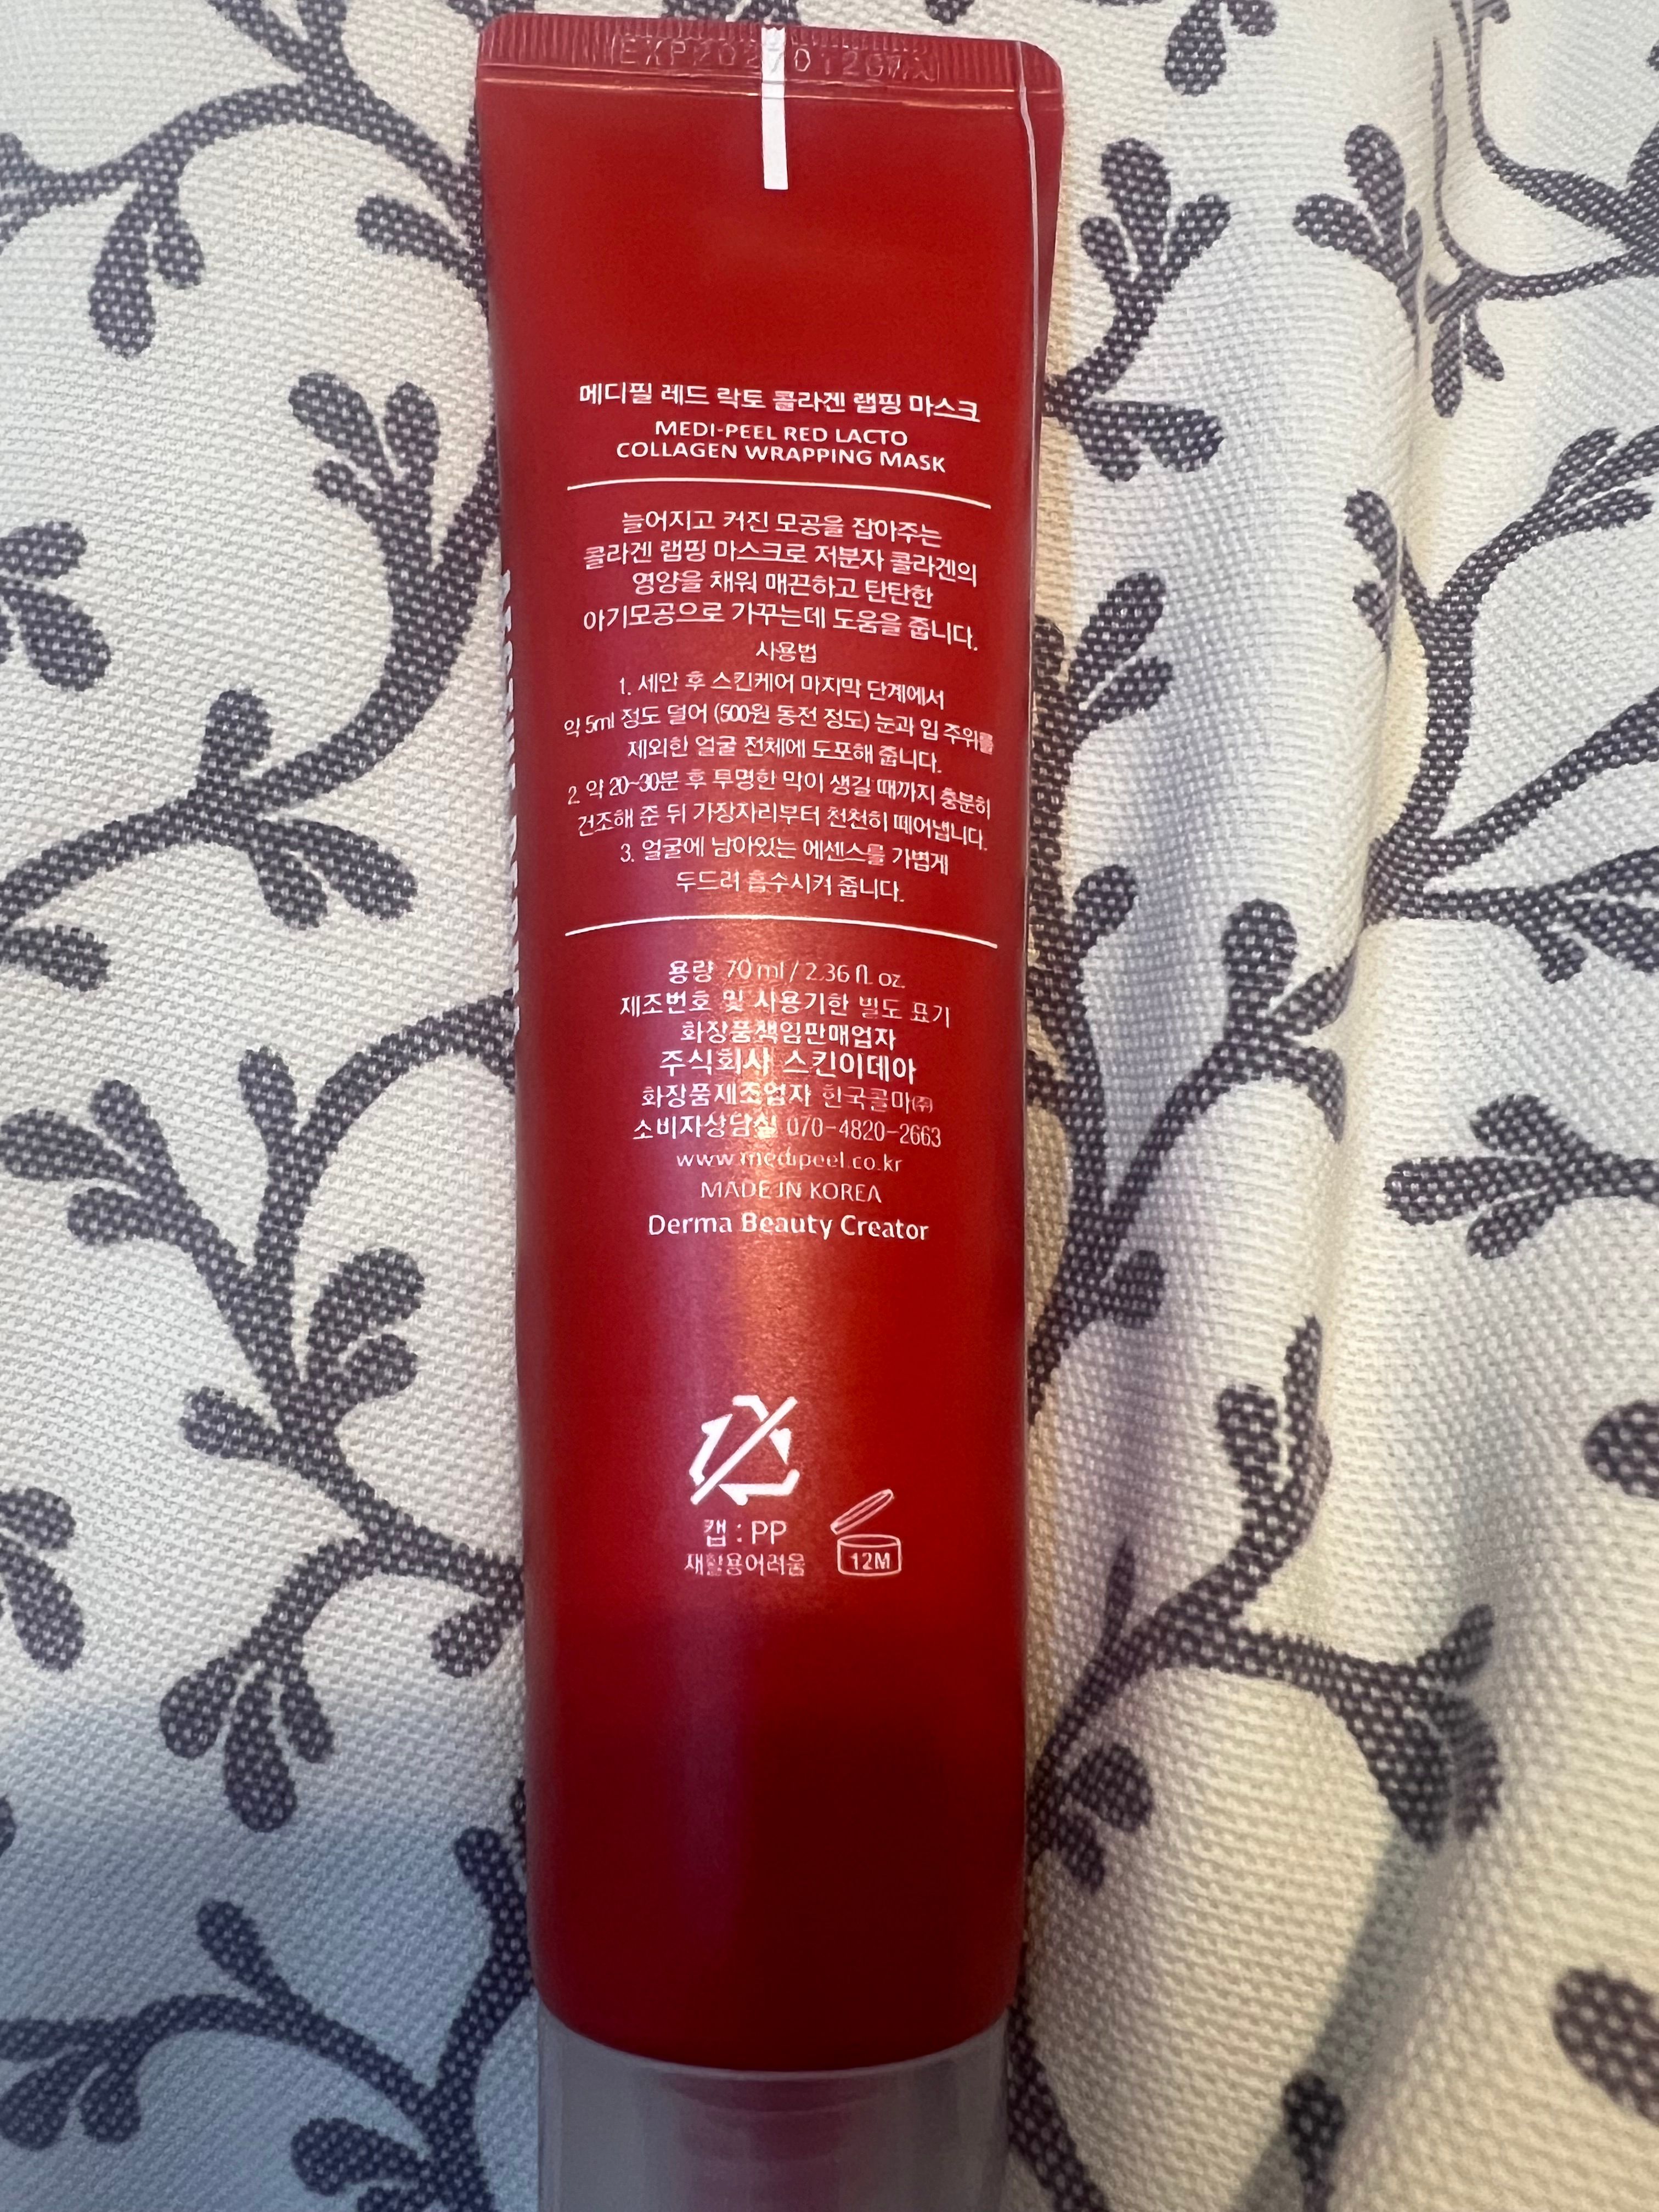 메디필 레드 락토 콜라겐 랩핑 마스크
MEDI-PEEL RED LACTO
COLLAGEN WRAPPING MASK
늘어지고 커진 모공을 잡아주는
콜라겐 랩핑 마스크로 저분자 콜라겐의
영양을 채워 매끈하고 탄탄한
아기모공으로 가꾸는데 도움을 줍니다.
사용법
1. 세안 후 스킨케어 마지막 단계에서
약 5ml 정도 덜어 (500원 동전 정도) 눈과 입 주위를
제외한 얼굴 전체에 도포해 줍니다.
2. 약 20~30분 후 투명한 막이 생길 때까지 충분히
건조해 준 뒤 가장자리부터 천천히 떼어냅니다.
3. 얼굴에 남아있는 에센스를 가볍게
두드려 흡수시켜 줍니다.
용량 70 ml / 2.36 fl. oz.
제조번호 및 사용기한 별도 표기
화장품책임판매업자
주식회사 스킨이데아
화장품제조업자 한국콜마㈜
소비자상담실 070-4820-2663
www.medipeel.co.kr
MADE IN KOREA
Derma Beauty Creator
캡 : PP
재활용어려움
12M